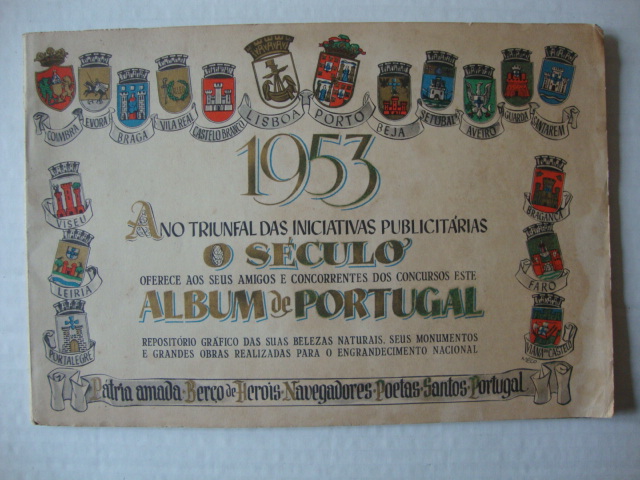 COIMBRA
EVORA
BRAGA
VILA REAL
CASTELO BRANCO
LISBOA
PORTO
BEJA
SETUBAL
AVEIRO
GUARDA
SANTAREM
1953
VISEU
BRAGANÇA
ANO TRIUNFAL DAS INICIATIVAS PUBLICITÁRIAS
O SÉCULO
LEIRIA
FARO
OFERECE AOS SEUS AMIGOS E CONCORRENTES DOS CONCURSOS ESTE
ALBUM de PORTUGAL
PORTALEGRE
VIANA DO CASTELO
REPOSITÓRIO GRÁFICO DAS SUAS BELEZAS NATURAIS, SEUS MONUMENTOS
E GRANDES OBRAS REALIZADAS PARA O ENGRANDECIMENTO NACIONAL
Pátria amada · Berço de Herois · Navegadores · Poetas · Santos · Portugal